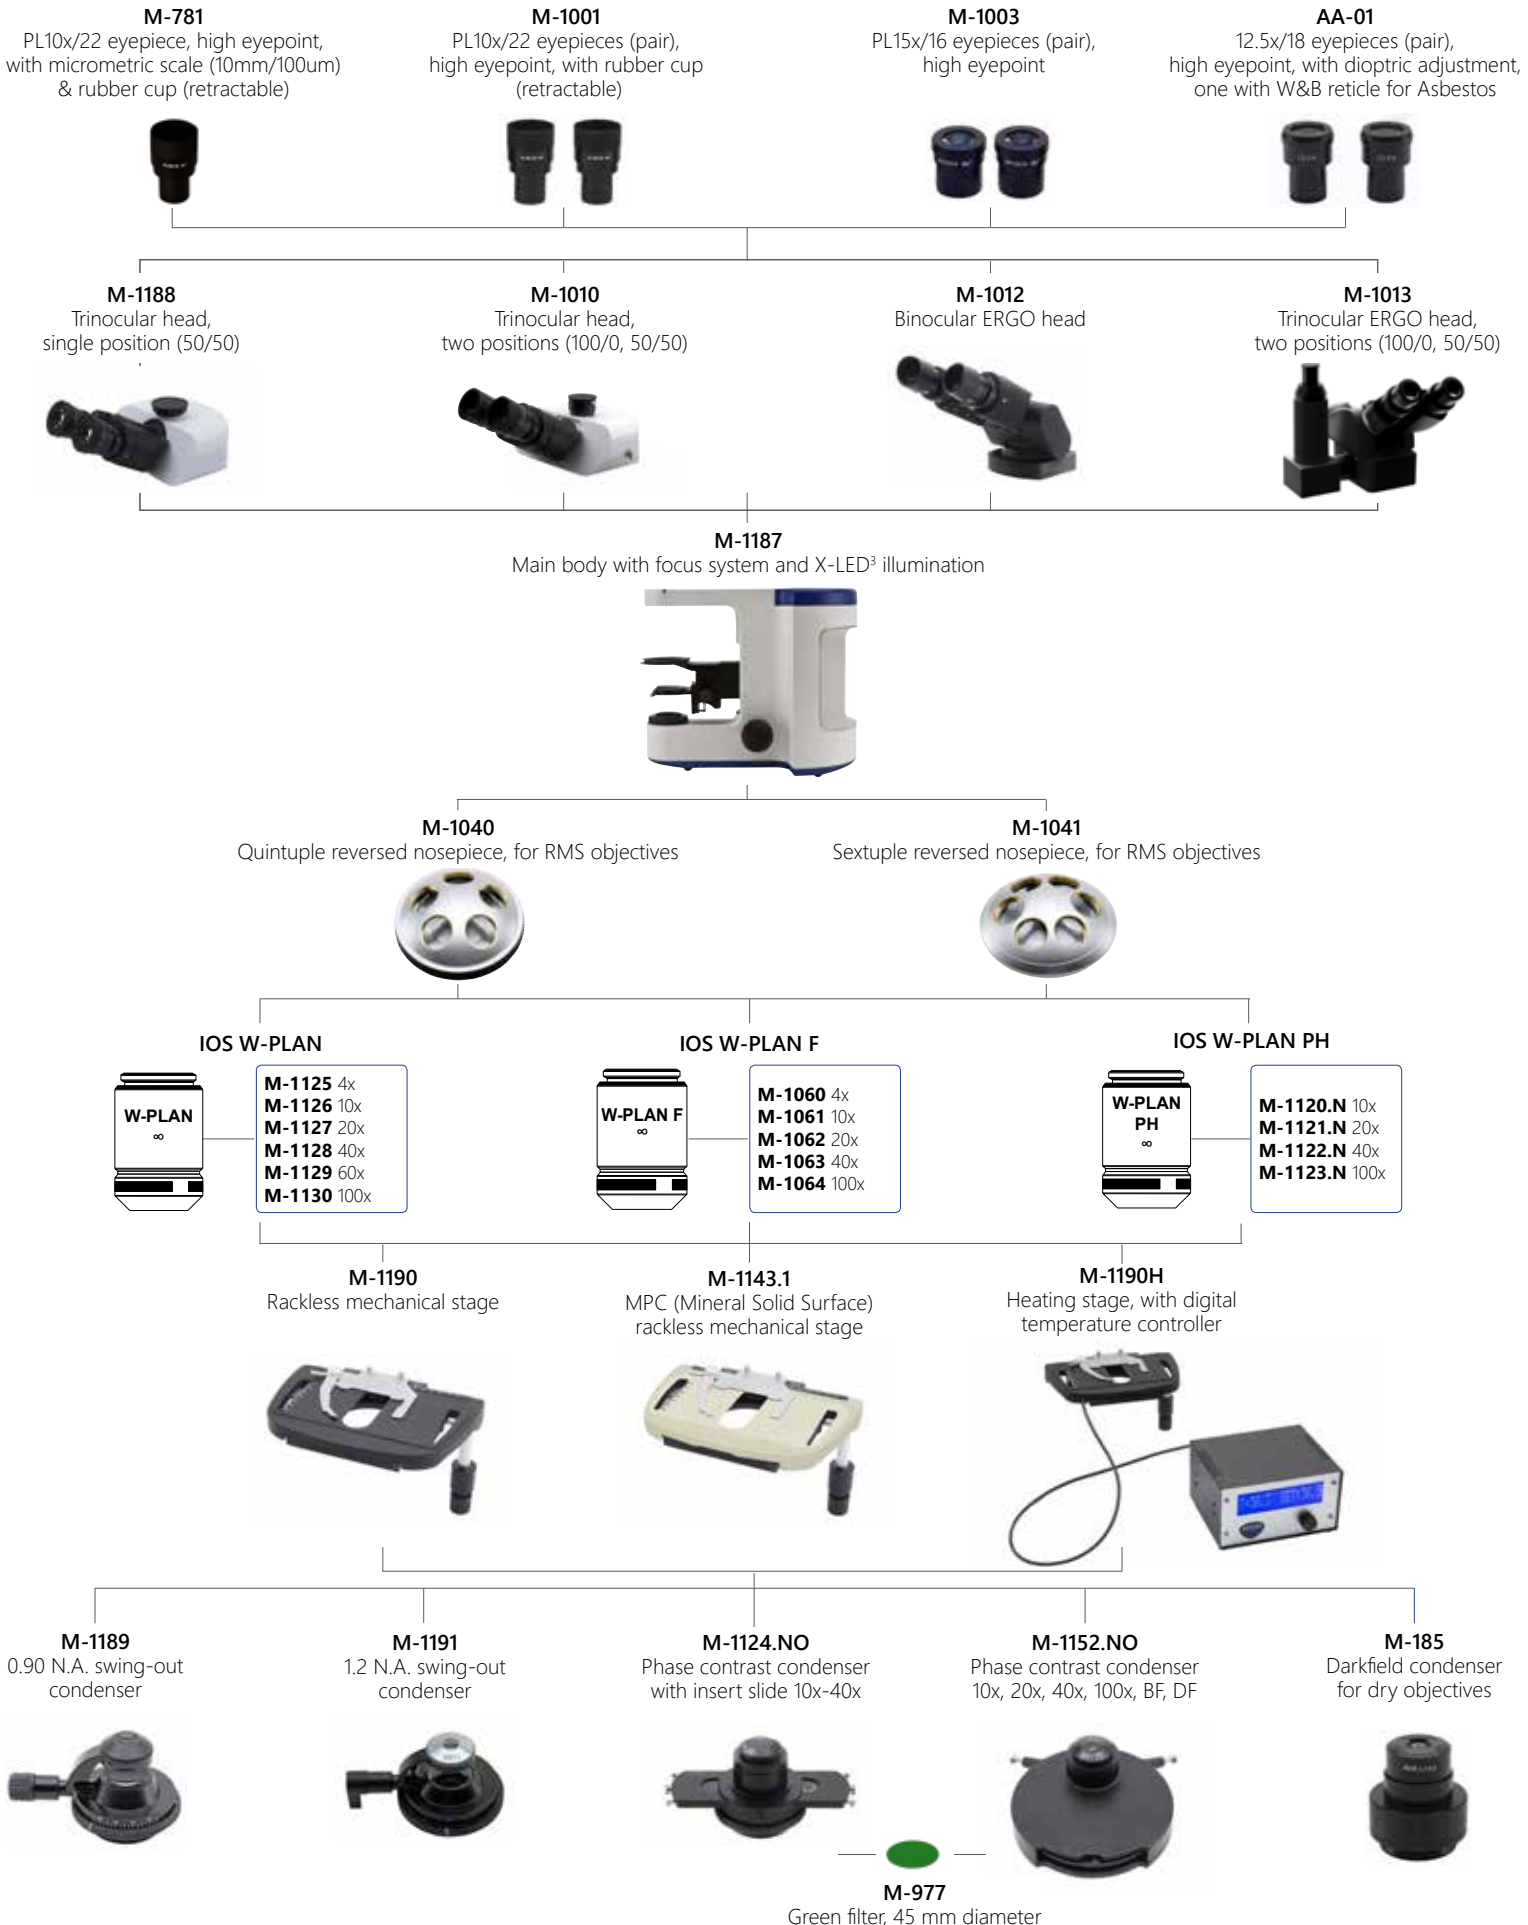 M-781
PL10x/22 eyepiece, high eyepoint,
with micrometric scale (10mm/100um)
& rubber cup (retractable)
M-1001
PL10x/22 eyepieces (pair),
high eyepoint, with rubber cup
(retractable)
M-1003
PL15x/16 eyepieces (pair),
high eyepoint
AA-01
12.5x/18 eyepieces (pair),
high eyepoint, with dioptric adjustment,
one with W&B reticle for Asbestos
M-1188
Trinocular head,
single position (50/50)
M-1010
Trinocular head,
two positions (100/0, 50/50)
M-1012
Binocular ERGO head
M-1013
Trinocular ERGO head,
two positions (100/0, 50/50)
M-1187
Main body with focus system and X-LED³ illumination
M-1040
Quintuple reversed nosepiece, for RMS objectives
M-1041
Sextuple reversed nosepiece, for RMS objectives
IOS W-PLAN
W-PLAN
∞
M-1125 4x
M-1126 10x
M-1127 20x
M-1128 40x
M-1129 60x
M-1130 100x
IOS W-PLAN F
W-PLAN F
∞
M-1060 4x
M-1061 10x
M-1062 20x
M-1063 40x
M-1064 100x
IOS W-PLAN PH
W-PLAN
PH
∞
M-1120.N 10x
M-1121.N 20x
M-1122.N 40x
M-1123.N 100x
M-1190
Rackless mechanical stage
M-1143.1
MPC (Mineral Solid Surface)
rackless mechanical stage
M-1190H
Heating stage, with digital
temperature controller
M-1189
0.90 N.A. swing-out
condenser
M-1191
1.2 N.A. swing-out
condenser
M-1124.NO
Phase contrast condenser
with insert slide 10x-40x
M-1152.NO
Phase contrast condenser
10x, 20x, 40x, 100x, BF, DF
M-185
Darkfield condenser
for dry objectives
M-977
Green filter, 45 mm diameter